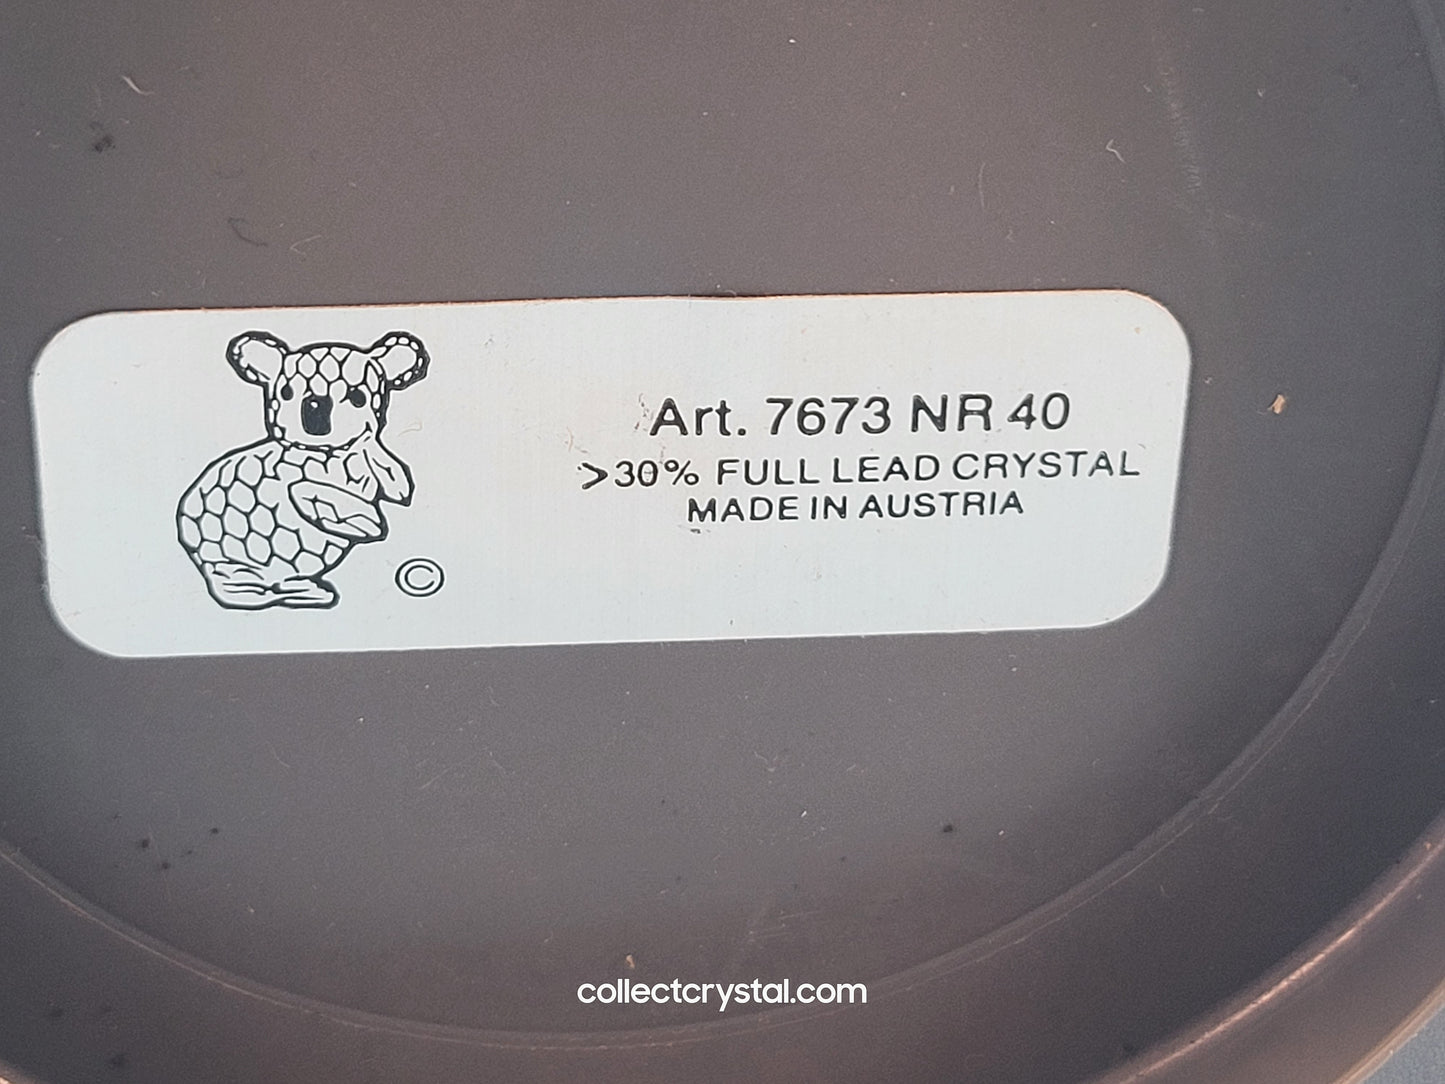 Art. 7673 NR 40
>30% FULL LEAD CRYSTAL
MADE IN AUSTRIA
©
collectcrystal.com